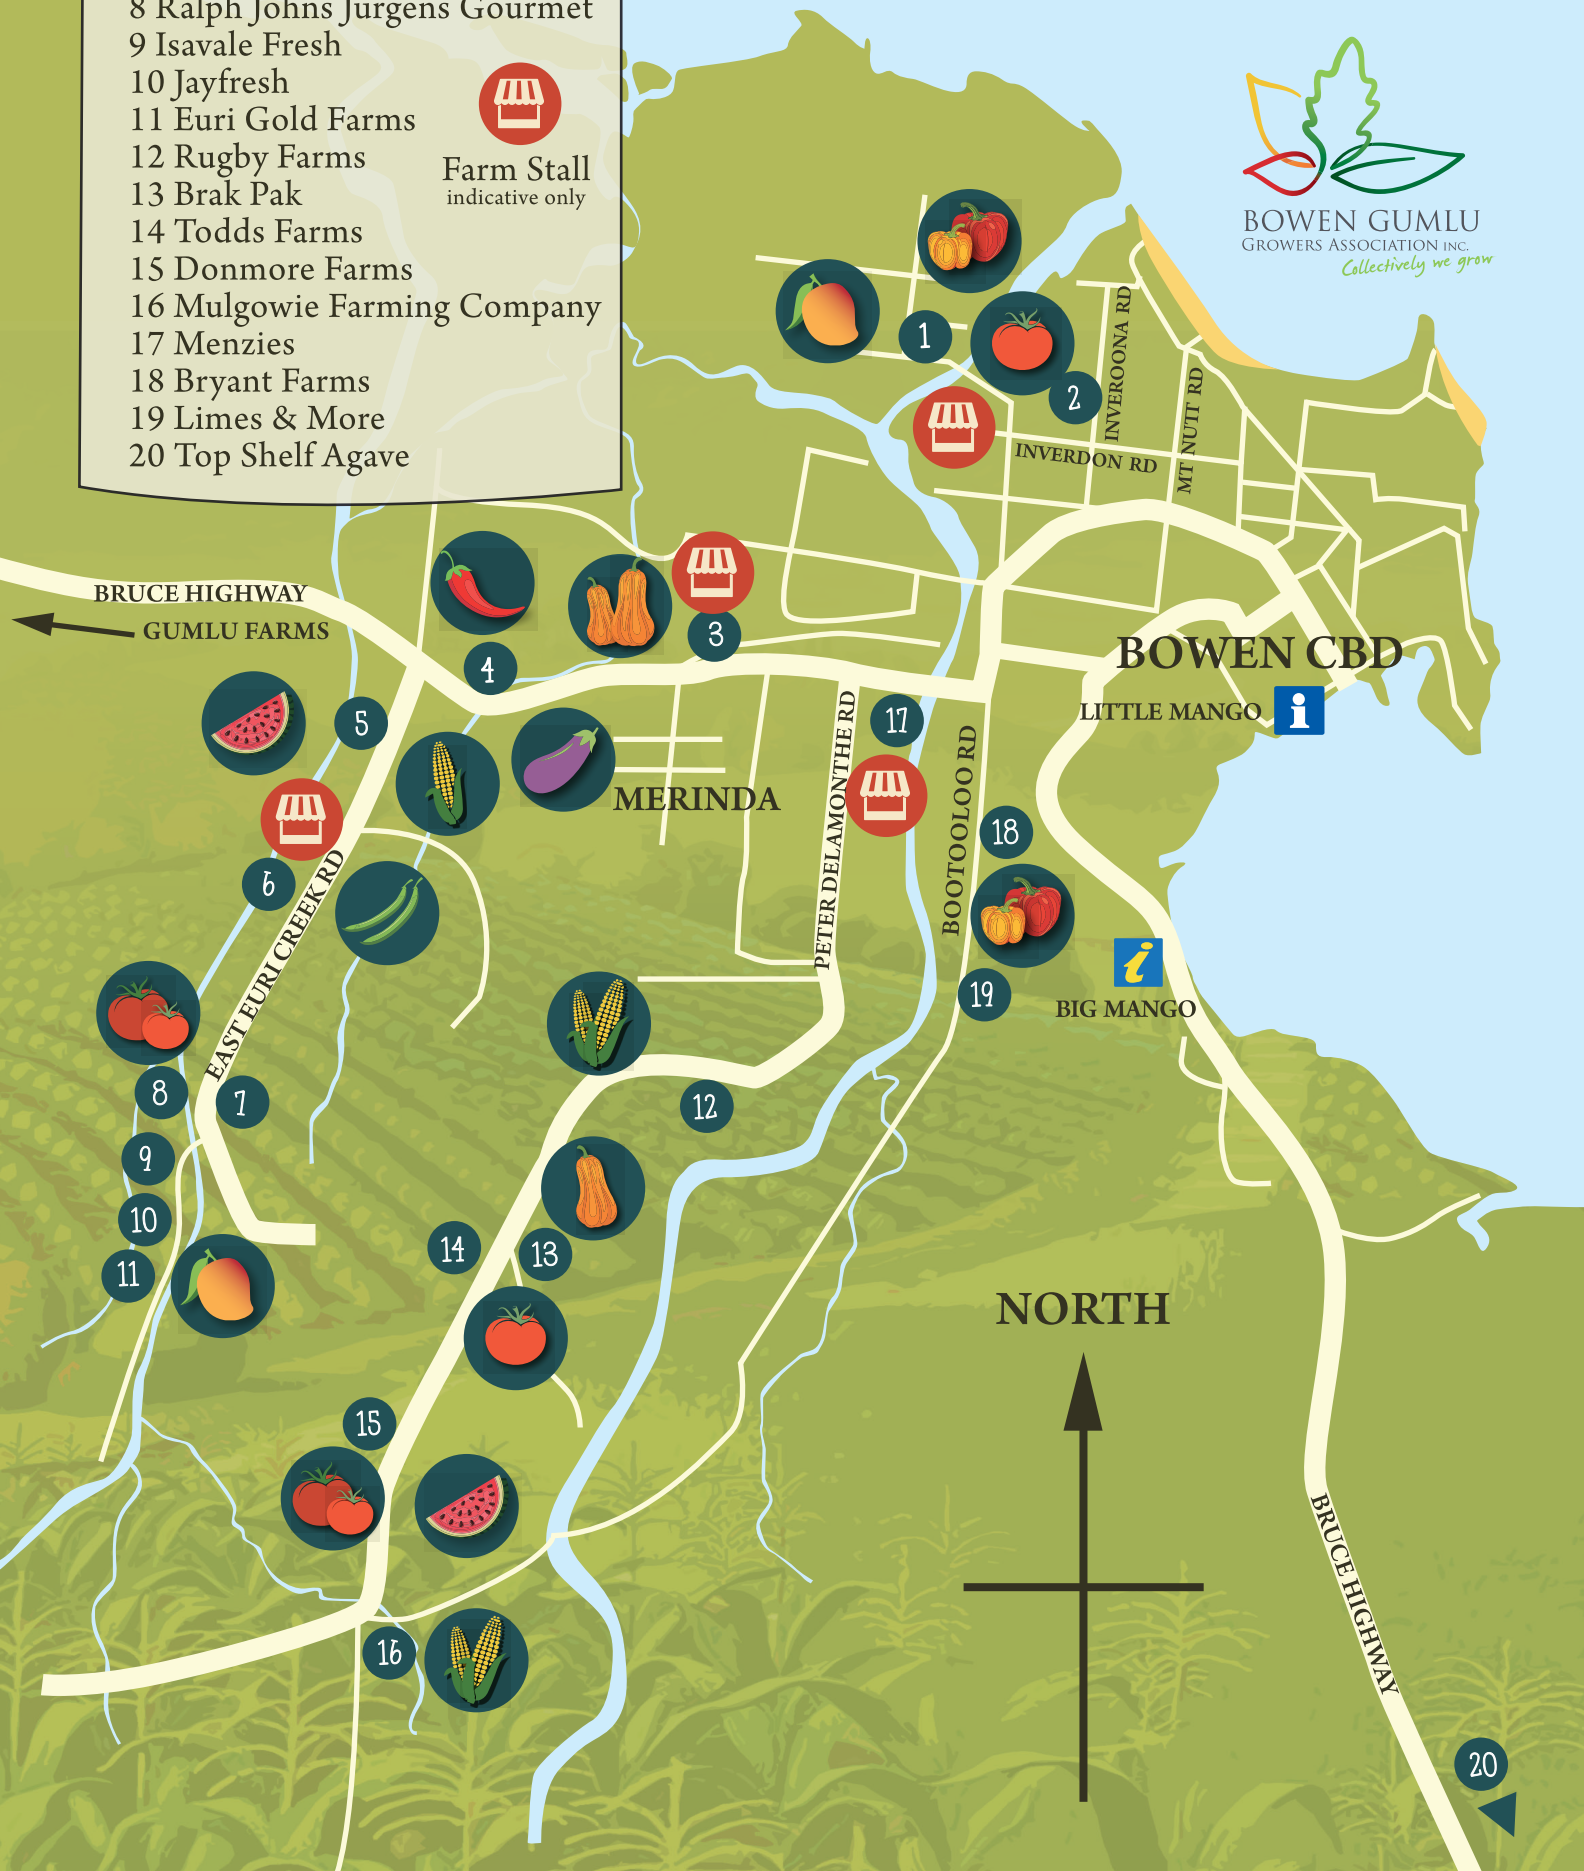 8 Ralph Johns Jurgens Gourmet
9 Isavale Fresh
10 Jayfresh
11 Euri Gold Farms
12 Rugby Farms
13 Brak Pak
14 Todds Farms
15 Donmore Farms
16 Mulgowie Farming Company
17 Menzies
18 Bryant Farms
19 Limes & More
20 Top Shelf Agave
Farm Stall
indicative only
BOWEN GUMLU
GROWERS ASSOCIATION INC.
Collectively we grow
1
2
INVEROONA RD
MT NUTT RD
INVERDON RD
BRUCE HIGHWAY
GUMLU FARMS
3
4
5
BOWEN CBD
LITTLE MANGO
i
17
MERINDA
PETER DELAMONTHE RD
BOOTOOLOO RD
18
6
EAST EURI CREEK RD
19
i
BIG MANGO
8
7
12
9
10
11
14
13
NORTH
15
16
BRUCE HIGHWAY
20